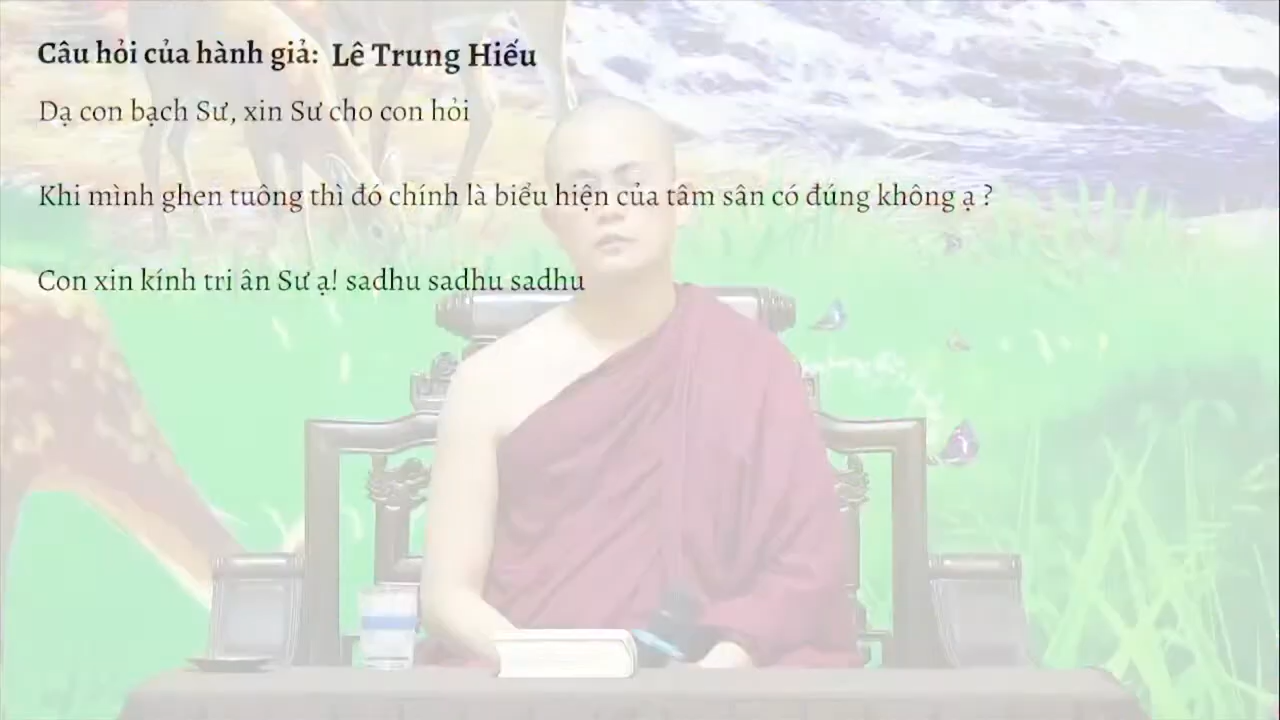 Câu hỏi của hành giả: Lê Trung Hiếu
Dạ con bạch Sư, xin Sư cho con hỏi
Khi mình ghen tuông thì đó chính là biểu hiện của tâm sân có đúng không ạ ?
Con xin kính tri ân Sư ạ! sadhu sadhu sadhu